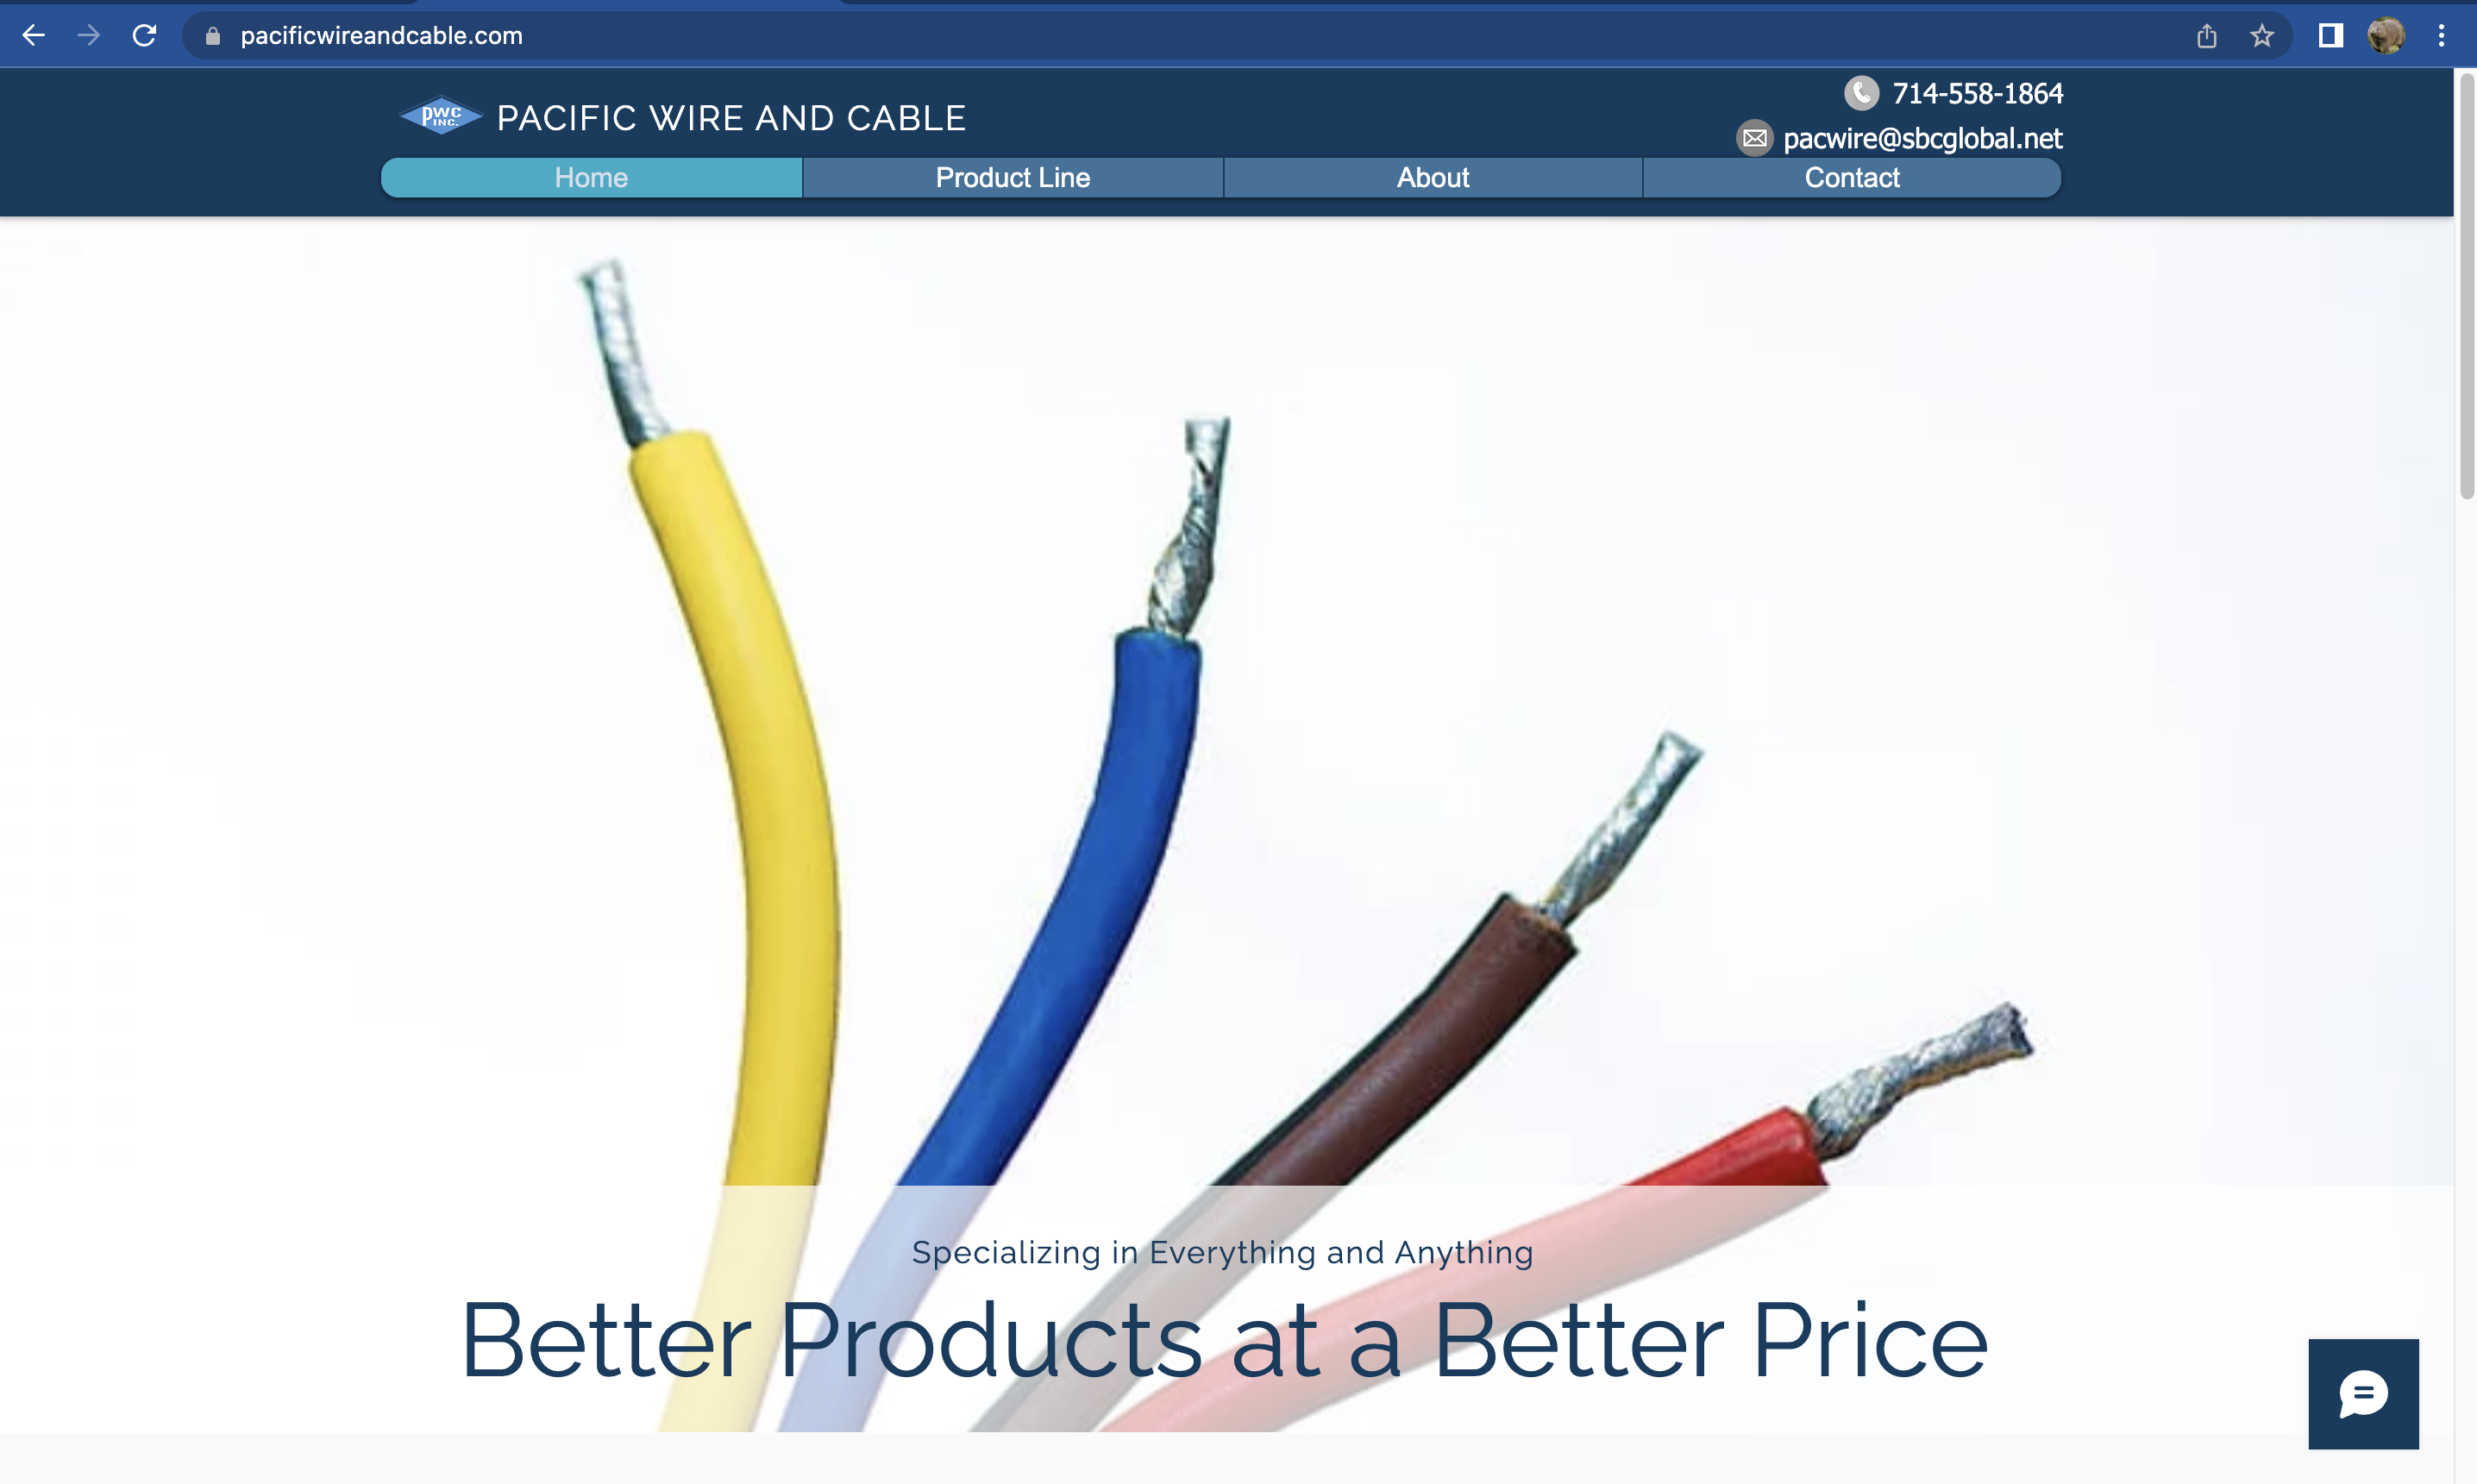 pacificwireandcable.com
PWC
INC.
PACIFIC WIRE AND CABLE
714-558-1864
pacwire@sbcglobal.net
Home
Product Line
About
Contact
Specializing in Everything and Anything
Better Products at a Better Price